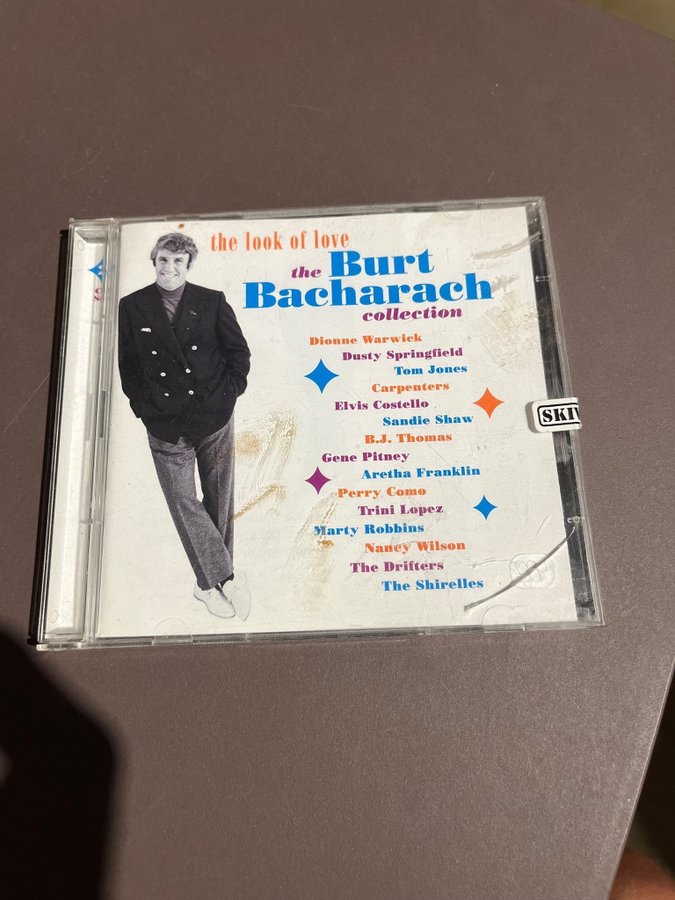 the look of love
the Burt
Bacharach
collection
Dionne Warwick
Dusty Springfield
Tom Jones
Carpenters
Elvis Costello
Sandie Shaw
B.J. Thomas
Gene Pitney
Aretha Franklin
Perry Como
Trini Lopez
Marty Robbins
Nancy Wilson
The Drifters
The Shirelles
SKIV